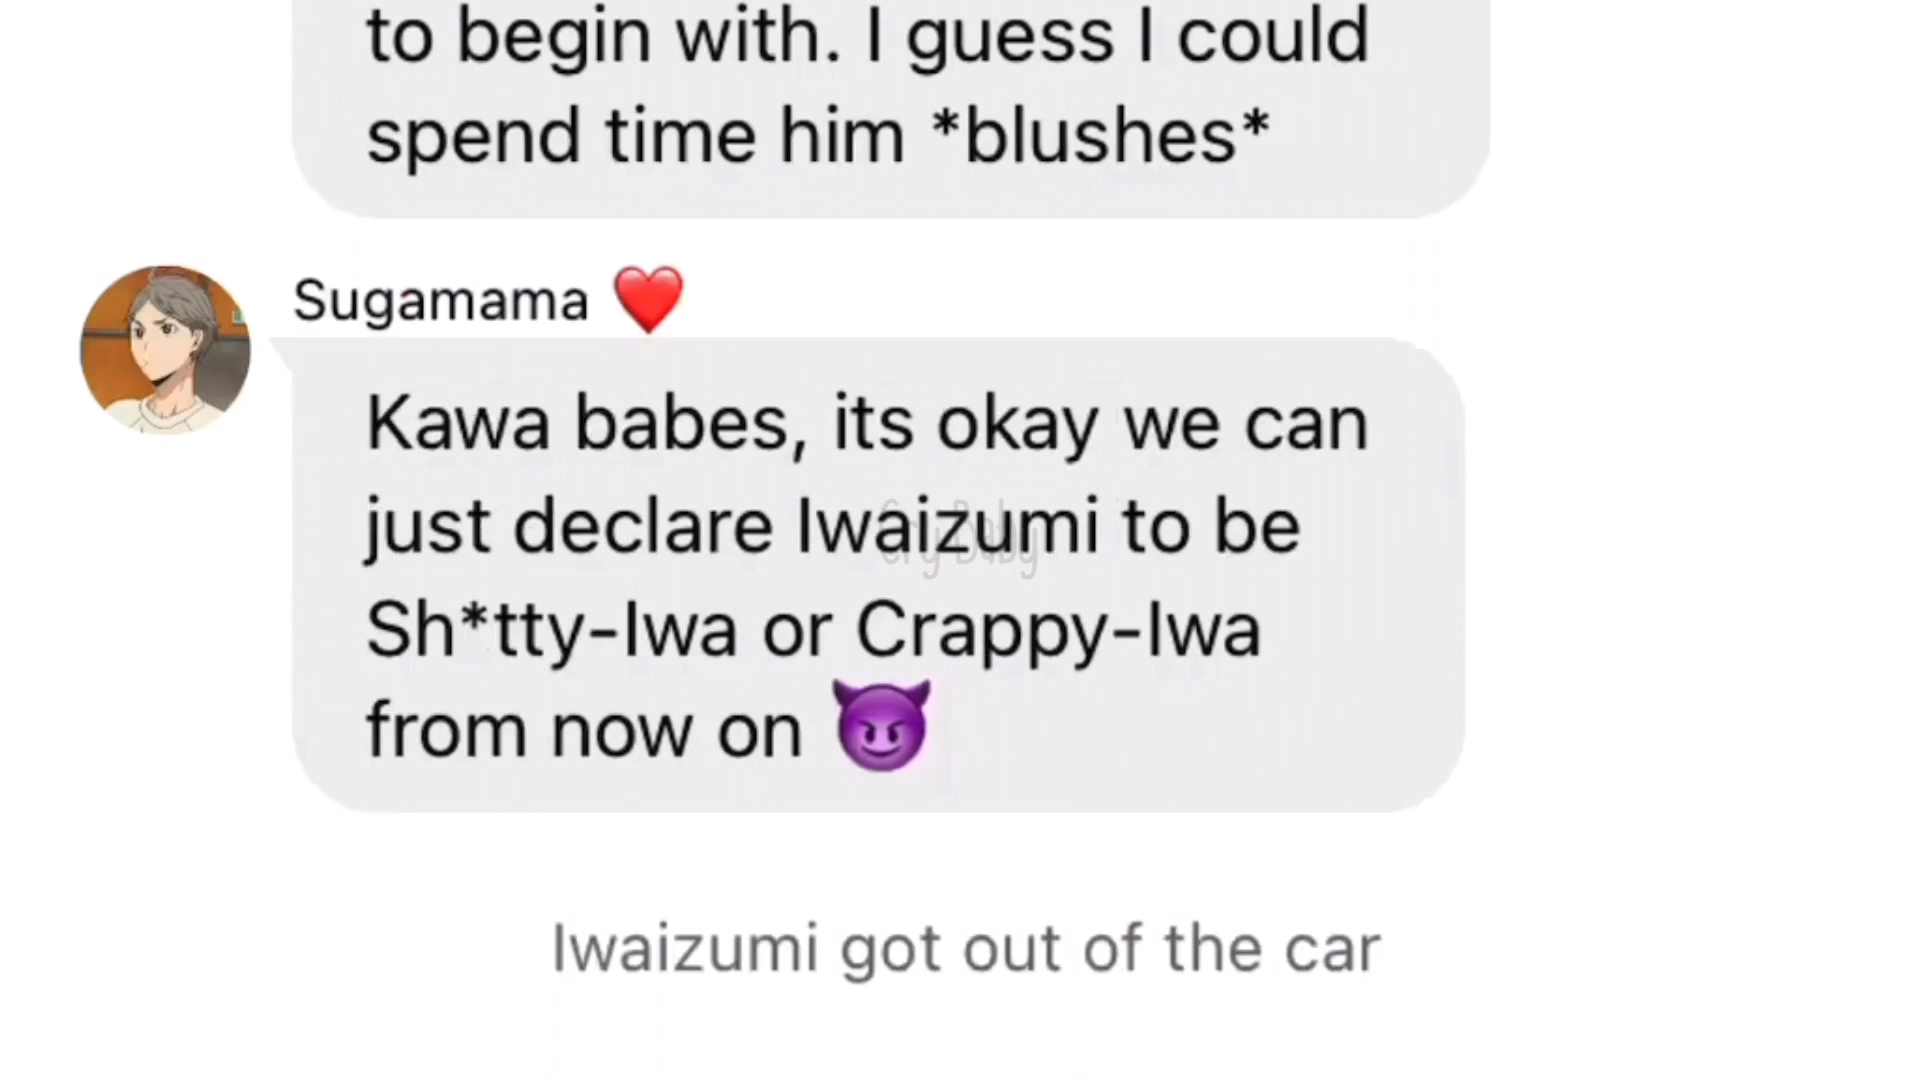 to begin with. I guess I could
spend time him *blushes*
Sugamama ❤️
Kawa babes, its okay we can
just declare Iwaizumi to be
Sh*tty-Iwa or Crappy-Iwa
from now on 😈
CryBaby
Iwaizumi got out of the car